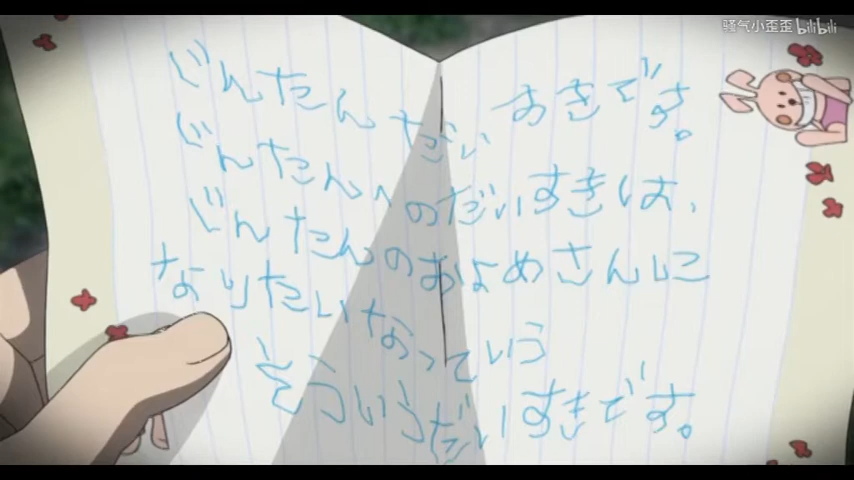 骚气小歪歪 bilibili
じんたんだいすきです。
じんたんへのだいすきは、
じんたんのおよめさんに
なりたいなっていう
そういうだいすきです。